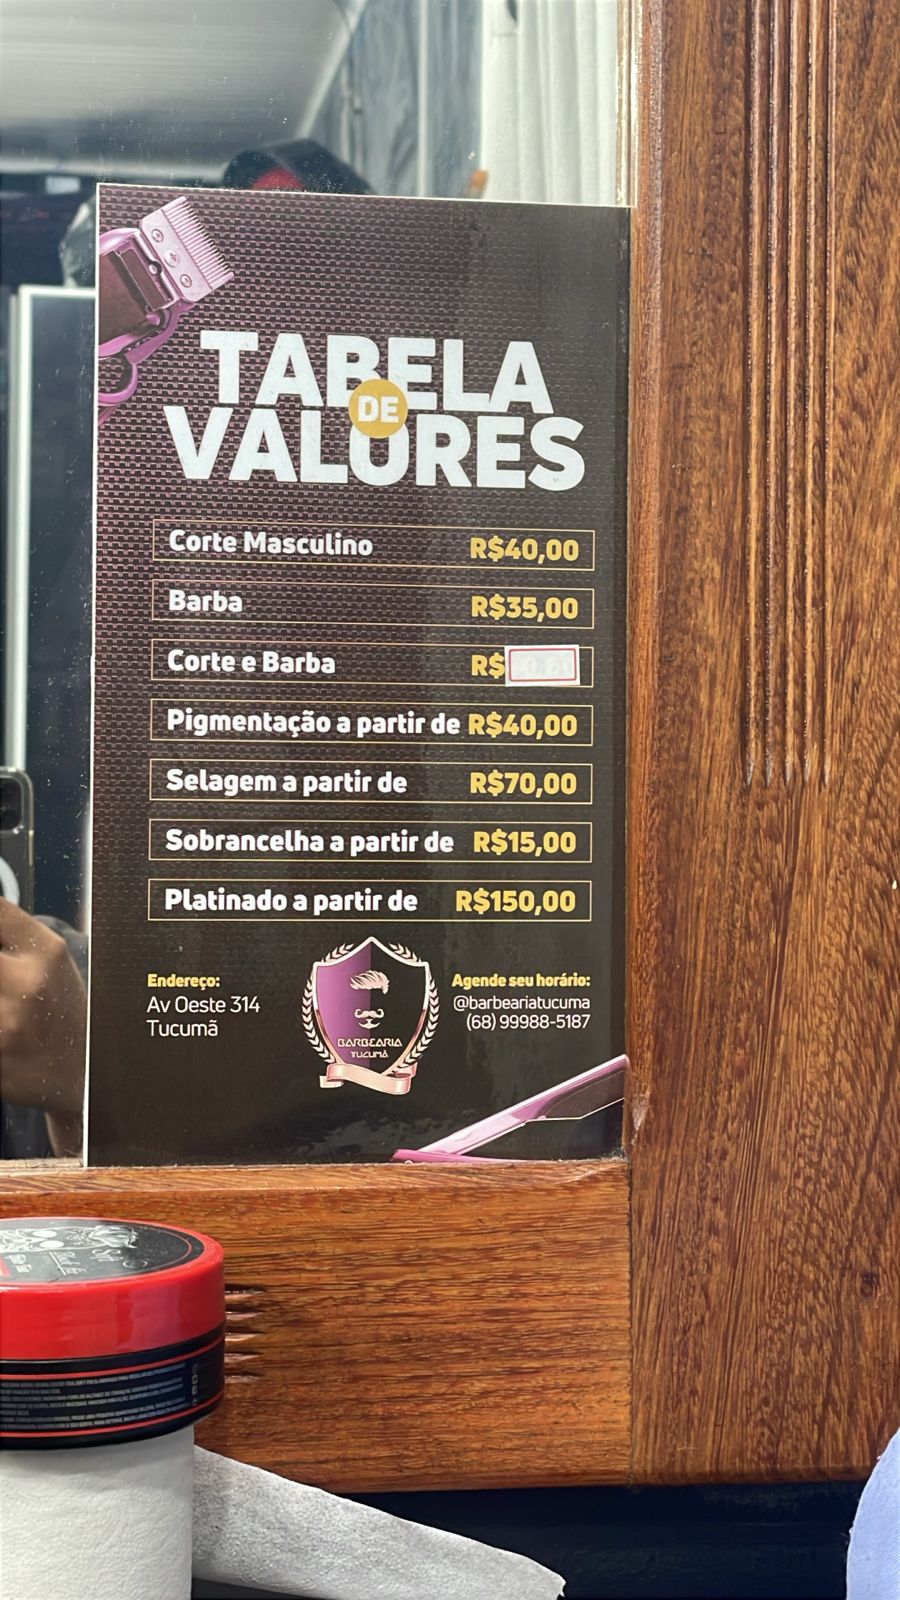 TABELA
DE
VALORES
Corte Masculino R$40,00
Barba R$35,00
Corte e Barba R$
Pigmentação a partir de R$40,00
Selagem a partir de R$70,00
Sobrancelha a partir de R$15,00
Platinado a partir de R$150,00
Endereço:
Av Oeste 314
Tucumã
BARBEARIA
TUCUMÃ
Agende seu horário:
@barbeariatucuma
(68) 99988-5187